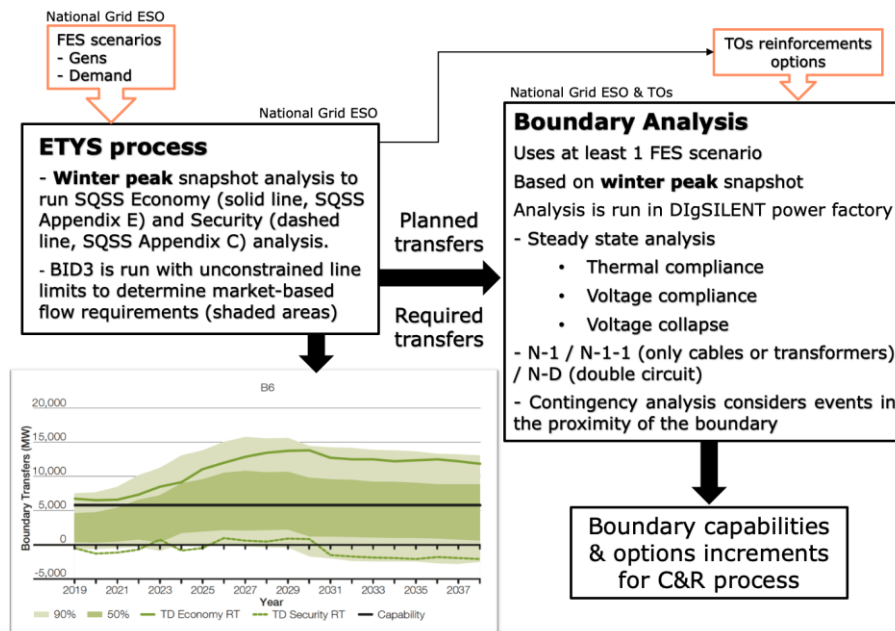 National Grid ESO
FES scenarios
- Gens
- Demand
TOs reinforcements
options
National Grid ESO
ETYS process
- Winter peak snapshot analysis to
run SQSS Economy (solid line, SQSS
Appendix E) and Security (dashed
line, SQSS Appendix C) analysis.
- BID3 is run with unconstrained line
limits to determine market-based
flow requirements (shaded areas)
Planned
transfers
Required
transfers
National Grid ESO & TOs
Boundary Analysis
Uses at least 1 FES scenario
Based on winter peak snapshot
Analysis is run in DIgSILENT power factory
- Steady state analysis
• Thermal compliance
• Voltage compliance
• Voltage collapse
- N-1 / N-1-1 (only cables or transformers)
/ N-D (double circuit)
- Contingency analysis considers events in
the proximity of the boundary
B6
Boundary Transfers (MW)
20,000
15,000
10,000
5,000
0
-5,000
2019 2021 2023 2025 2027 2029 2031 2033 2035 2037
Year
90% 50% TD Economy RT TD Security RT Capability
Boundary capabilities
& options increments
for C&R process